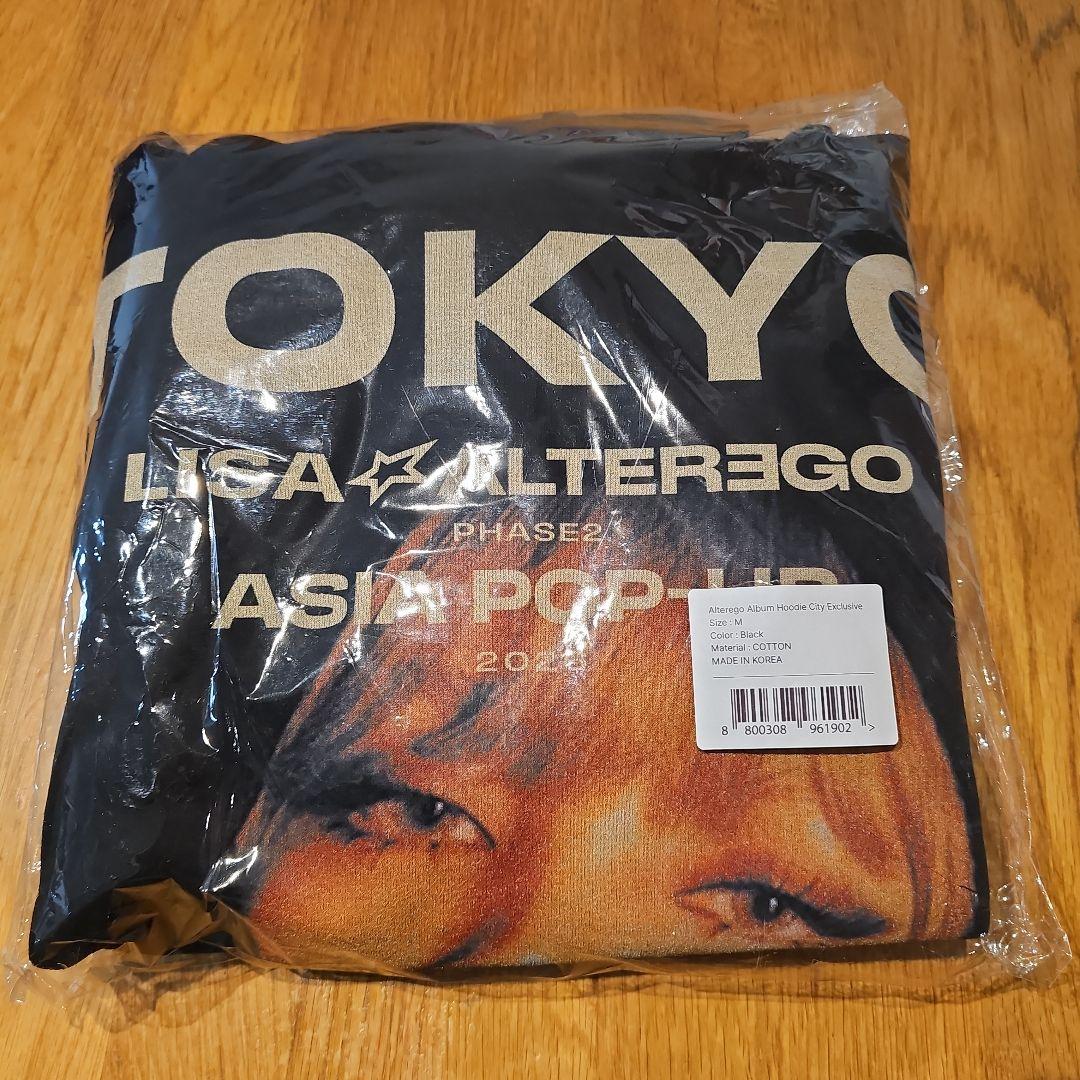 TOKYO
LISA ALTERƎGO
PHASE2
ASIA POP-UP
Alterego Album Hoodie City Exclusive
Size : M
Color : Black
Material : COTTON
MADE IN KOREA
8 800308 961902 >